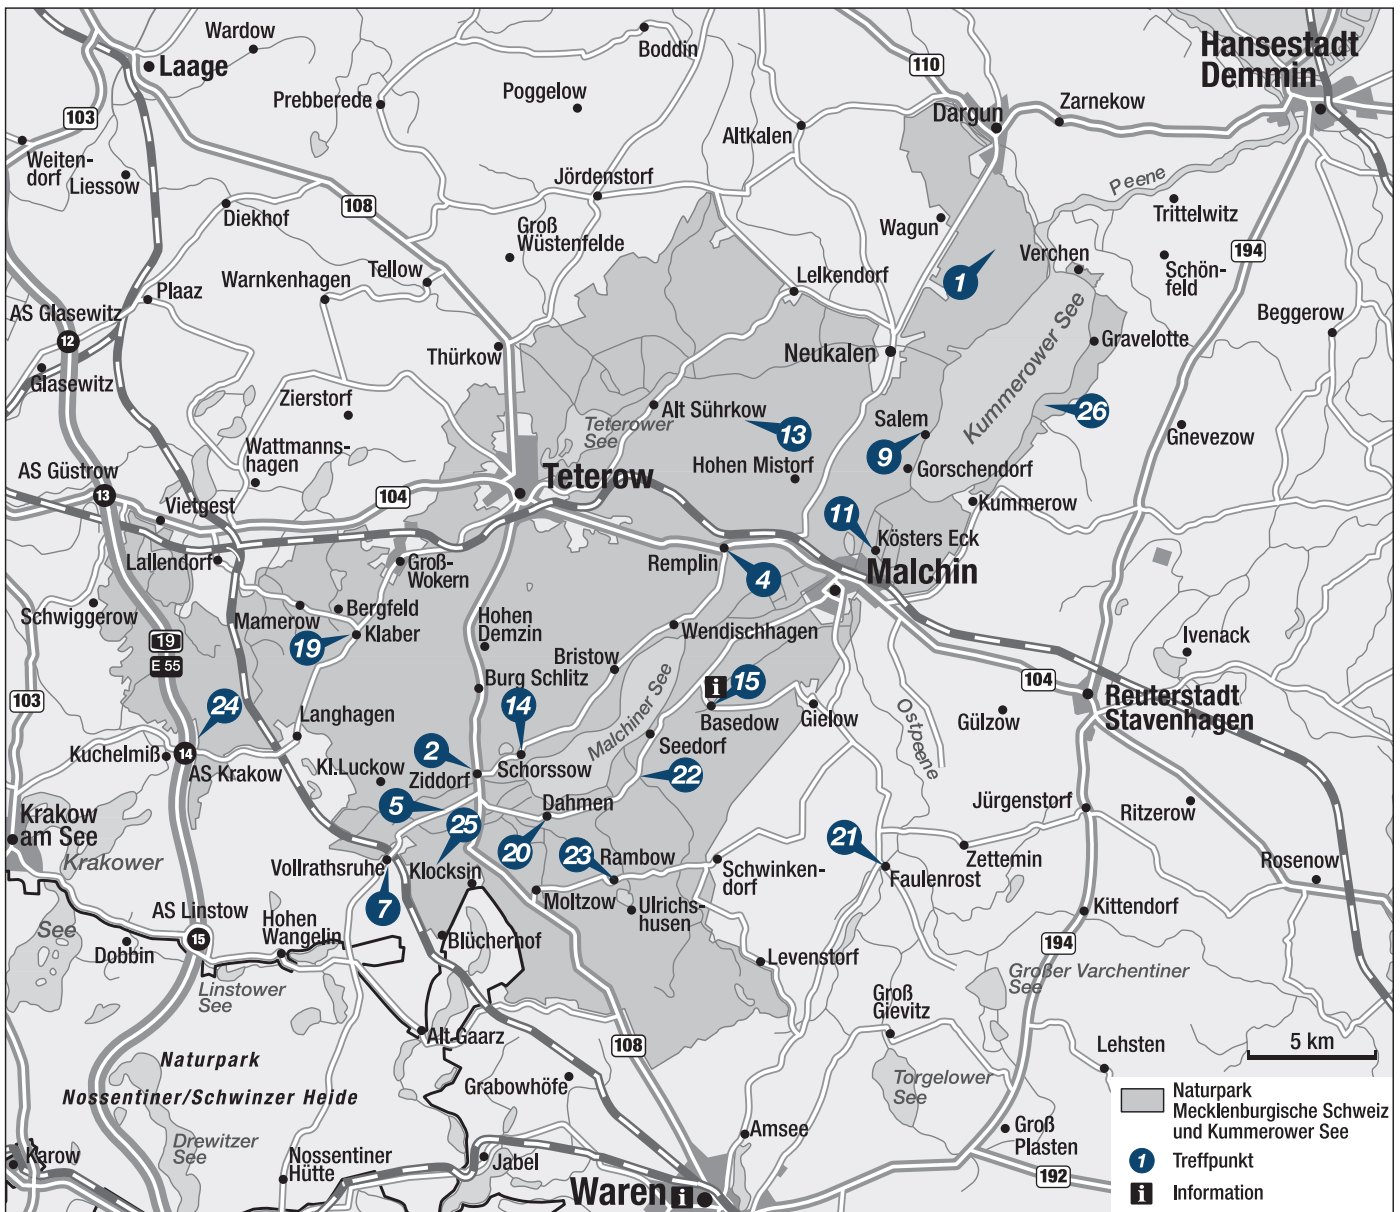 Wardow
Laage
Boddin
110
Hansestadt
Demmin
103
Prebberede
Poggelow
Altkalen
Dargun
Zarnekow
Weiten-
dorf
Liessow
Jördenstorf
Peene
Diekhof
108
Groß
Wüstenfelde
Wagun
Trittelwitz
Tellow
Warnkenhagen
Lelkendorf
1
Verchen
Schön-
feld
194
Plaaz
AS Glasewitz
12
Beggerow
Thürkow
Neukalen
Gravelotte
Kummerower See
Glasewitz
Zierstorf
Alt Sührkow
Teterower
See
13
Salem
26
Gnevezow
Wattmanns-
hagen
9
Hohen Mistorf
Gorschendorf
AS Güstrow
13
Teterow
104
Vietgest
Kummerow
11
Kösters Eck
Lallendorf
Groß-
Wokern
Remplin
4
Malchin
Schwiggerow
Mamerow
Bergfeld
Klaber
19
Hohen
Demzin
Wendischhagen
19
E 55
Bristow
Ivenack
103
Burg Schlitz
Malchiner See
i
15
Basedow
Gielow
Ostpeene
104
Gülzow
Reuterstadt
Stavenhagen
24
Langhagen
14
Kuchelmiß
14
AS Krakow
Kl.Luckow
2
Ziddorf
Schorssow
Seedorf
22
Krakow
am See
5
25
Dahmen
20
Jürgenstorf
Ritzerow
Krakower
Vollrathsruhe
Klocksin
23
Rambow
Schwinken-
dorf
21
Faulenrost
Zettemin
Rosenow
7
Moltzow
Ulrichs-
husen
Kittendorf
AS Linstow
15
Hohen
Wangelin
See
Dobbin
Blücherhof
Levenstorf
194
Linstower
See
Großer Varchentiner
See
Groß
Gievitz
Alt-Gaarz
108
5 km
Naturpark
Nossentiner/Schwinzer Heide
Grabowhöfe
Torgelower
See
Lehsten
Drewitzer
See
Amsee
Groß
Plasten
Karow
Nossentiner
Hütte
Jabel
Waren
i
192
Naturpark
Mecklenburgische Schweiz
und Kummerower See
1
Treffpunkt
i
Information